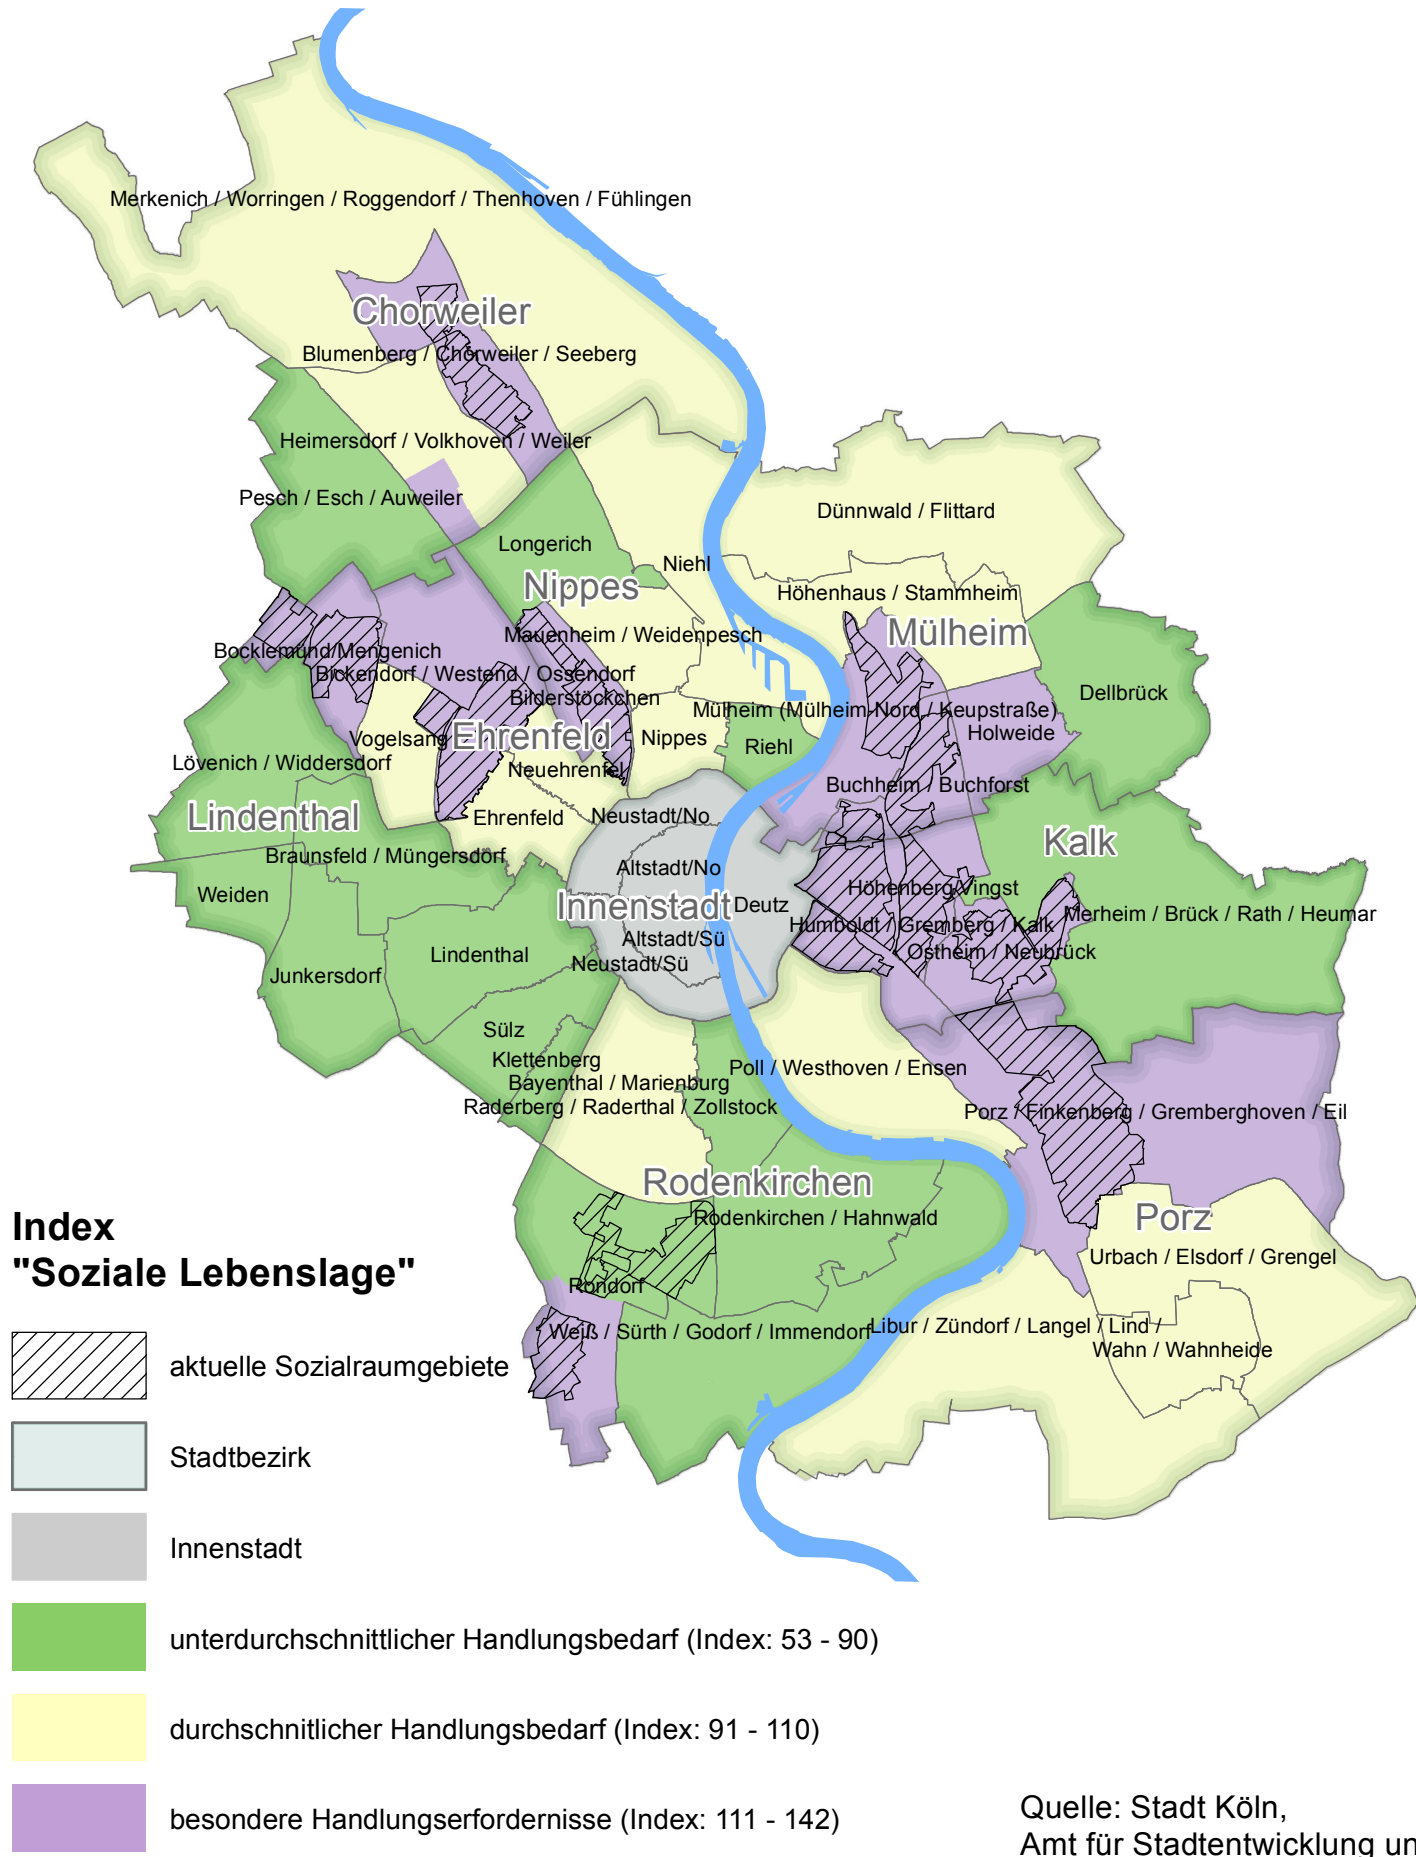 Merkenich / Worringen / Roggendorf / Thenhoven / Fühlingen
Chorweiler
Blumenberg / Chorweiler / Seeberg
Heimersdorf / Volkhoven / Weiler
Pesch / Esch / Auweiler
Dünnwald / Flittard
Longerich
Niehl
Nippes
Höhenhaus / Stammheim
Mülheim
Mauenheim / Weidenpesch
Bocklemünd/Mengenich
Bickendorf / Westend / Ossendorf
Bilderstöckchen
Dellbrück
Mülheim (Mülheim-Nord / Keupstraße)
Holweide
Vogelsang
Ehrenfeld
Nippes
Riehl
Lövenich / Widdersdorf
Neuehrenfel
Buchheim / Buchforst
Lindenthal
Ehrenfeld
Neustadt/No
Kalk
Braunsfeld / Müngersdorf
Altstadt/No
Weiden
Höhenberg/Vingst
Innenstadt
Deutz
Merheim / Brück / Rath / Heumar
Humboldt / Gremberg / Kalk
Altstadt/Sü
Lindenthal
Ostheim / Neubrück
Neustadt/Sü
Junkersdorf
Sülz
Klettenberg
Poll / Westhoven / Ensen
Bayenthal / Marienburg
Raderberg / Raderthal / Zollstock
Porz / Finkenberg / Gremberghoven / Eil
Rodenkirchen
Rodenkirchen / Hahnwald
Porz
Urbach / Elsdorf / Grengel
Rondorf
Weiß / Sürth / Godorf / Immendorf
Libur / Zündorf / Langel / Lind /
Wahn / Wahnheide
Index
"Soziale Lebenslage"
aktuelle Sozialraumgebiete
Stadtbezirk
Innenstadt
unterdurchschnittlicher Handlungsbedarf (Index: 53 - 90)
durchschnitlicher Handlungsbedarf (Index: 91 - 110)
besondere Handlungserfordernisse (Index: 111 - 142)
Quelle: Stadt Köln,
Amt für Stadtentwicklung un